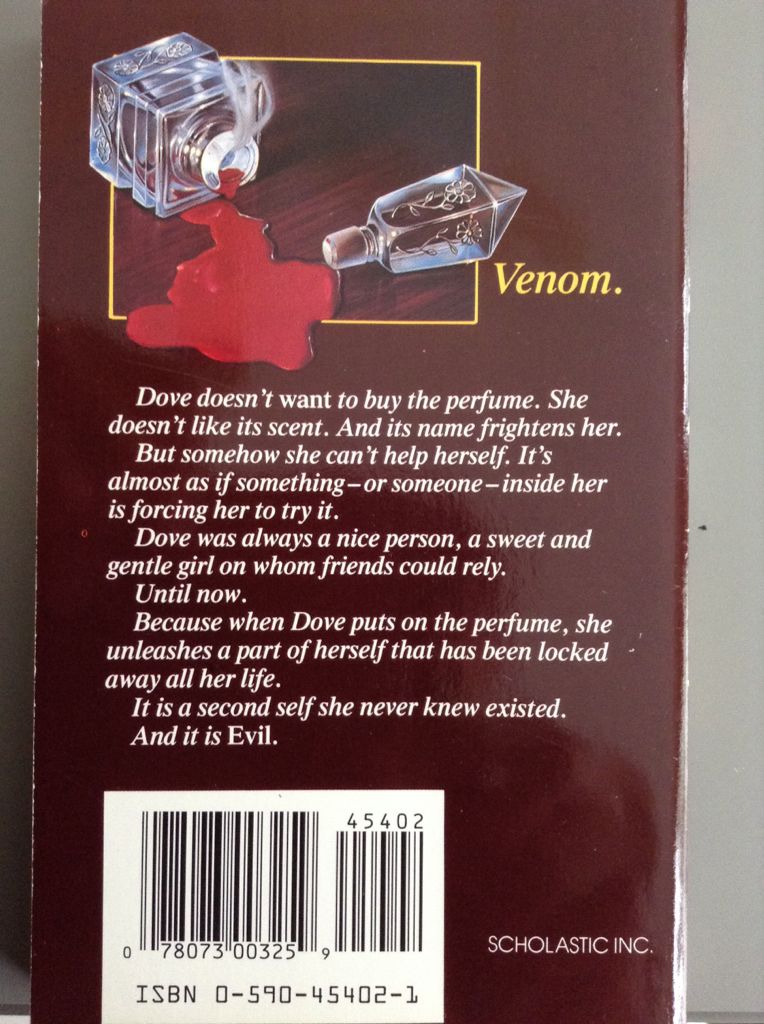 Venom.
Dove doesn't want to buy the perfume. She
doesn't like its scent. And its name frightens her.
But somehow she can't help herself. It's
almost as if something–or someone–inside her
is forcing her to try it.
Dove was always a nice person, a sweet and
gentle girl on whom friends could rely.
Until now.
Because when Dove puts on the perfume, she
unleashes a part of herself that has been locked
away all her life.
It is a second self she never knew existed.
And it is Evil.
45402
0 78073 00325 9
ISBN 0-590-45402-1
SCHOLASTIC INC.